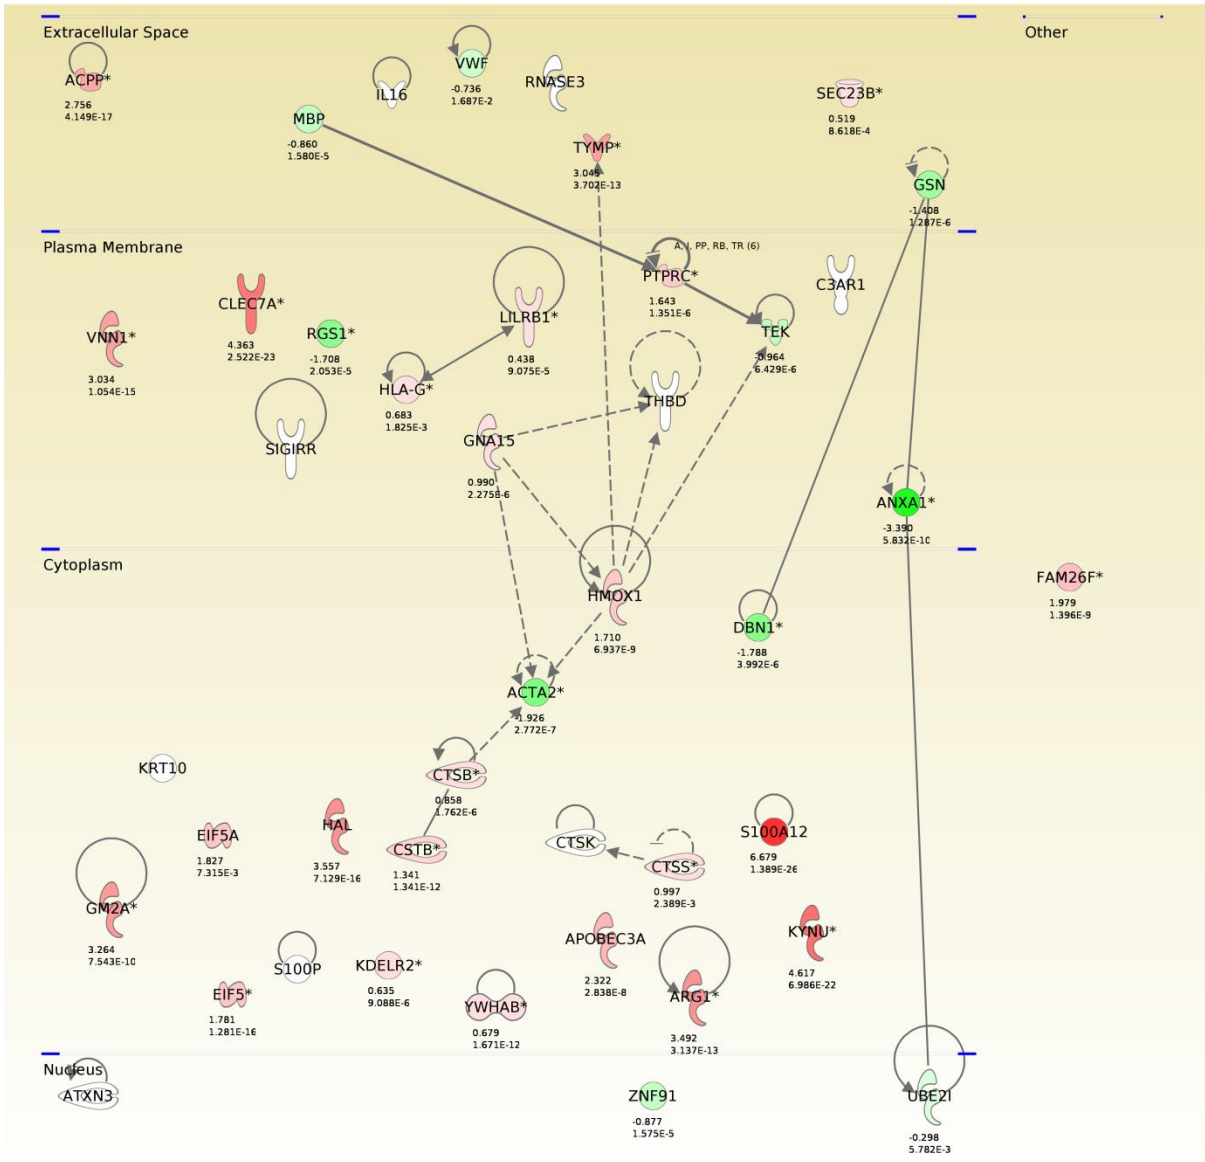 Extracellular Space
Other
ACPP*
2.756
4.149E-17
IL16
VWF
-0.736
1.687E-2
RNASE3
SEC23B*
0.519
8.618E-4
MBP
-0.860
1.580E-5
TYMP*
3.045
3.702E-13
GSN
-1.408
1.287E-6
Plasma Membrane
A, I, PP, RB, TR (6)
PTPRC*
1.643
1.351E-6
C3AR1
CLEC7A*
4.363
2.522E-23
VNN1*
3.034
1.054E-15
RGS1*
-1.708
2.053E-5
LILRB1*
0.438
9.075E-5
TEK
-0.964
6.429E-6
HLA-G*
0.683
1.825E-3
THBD
SIGIRR
GNA15
0.990
2.275E-6
ANXA1*
-3.390
5.832E-10
Cytoplasm
FAM26F*
1.979
1.396E-9
HMOX1
1.710
6.937E-9
DBN1*
-1.788
3.992E-6
ACTA2*
-1.926
2.772E-7
KRT10
CTSB*
0.858
1.762E-6
EIF5A
1.827
7.315E-3
HAL
3.557
7.129E-16
CSTB*
1.341
1.341E-12
CTSK
CTSS*
0.997
2.389E-3
S100A12
6.679
1.389E-26
GM2A*
3.264
7.543E-10
S100P
KDELR2*
0.635
9.088E-6
APOBEC3A
2.322
2.838E-8
KYNU*
4.617
6.986E-22
EIF5*
1.781
1.281E-16
YWHAB*
0.679
1.671E-12
ARG1*
3.492
3.137E-13
Nucleus
ATXN3
ZNF91
-0.877
1.575E-5
UBE2I
-0.298
5.782E-3